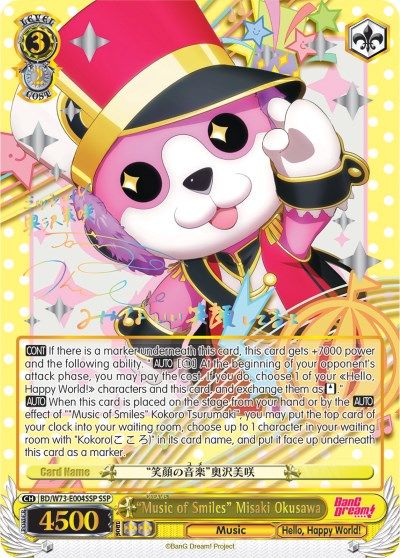 LEVEL
3
2
COST
CONT If there is a marker underneath this card, this card gets +7000 power
and the following ability. "AUTO [①] At the beginning of your opponent's
attack phase, you may pay the cost. If you do, choose 1 of your «Hello,
Happy World!» characters and this card, and exchange them as
AUTO When this card is placed on the stage from your hand or by the
effect of ""Music of Smiles" Kokoro Tsurumaki", you may put the top card
of your clock into your waiting room, choose up to 1 character in your waiting
room with "Kokoro(こころ)" in its card name, and put it face up underneath
this card as a marker.
Card Name
“笑顔の音楽”奥沢美咲
CH BD/W73-E004SSP SSP
"Music of Smiles" Misaki Okusawa
BanG Dream!
POWER
4500
SOUL
Music
Hello, Happy World!
©BanG Dream! Project